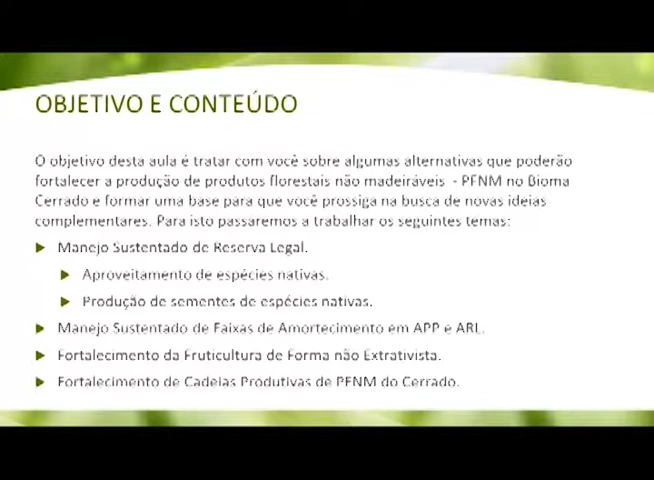 OBJETIVO E CONTEÚDO
O objetivo desta aula é tratar com você sobre algumas alternativas que poderão
fortalecer a produção de produtos florestais não madeiráveis - PFNM no Bioma
Cerrado e formar uma base para que você prossiga na busca de novas ideias
complementares. Para isto passaremos a trabalhar os seguintes temas:
Manejo Sustentado de Reserva Legal.
Aproveitamento de espécies nativas.
Produção de sementes de espécies nativas.
Manejo Sustentado de Faixas de Amortecimento em APP e ARL.
Fortalecimento da Fruticultura de Forma não Extrativista.
Fortalecimento de Cadeias Produtivas de PFNM do Cerrado.